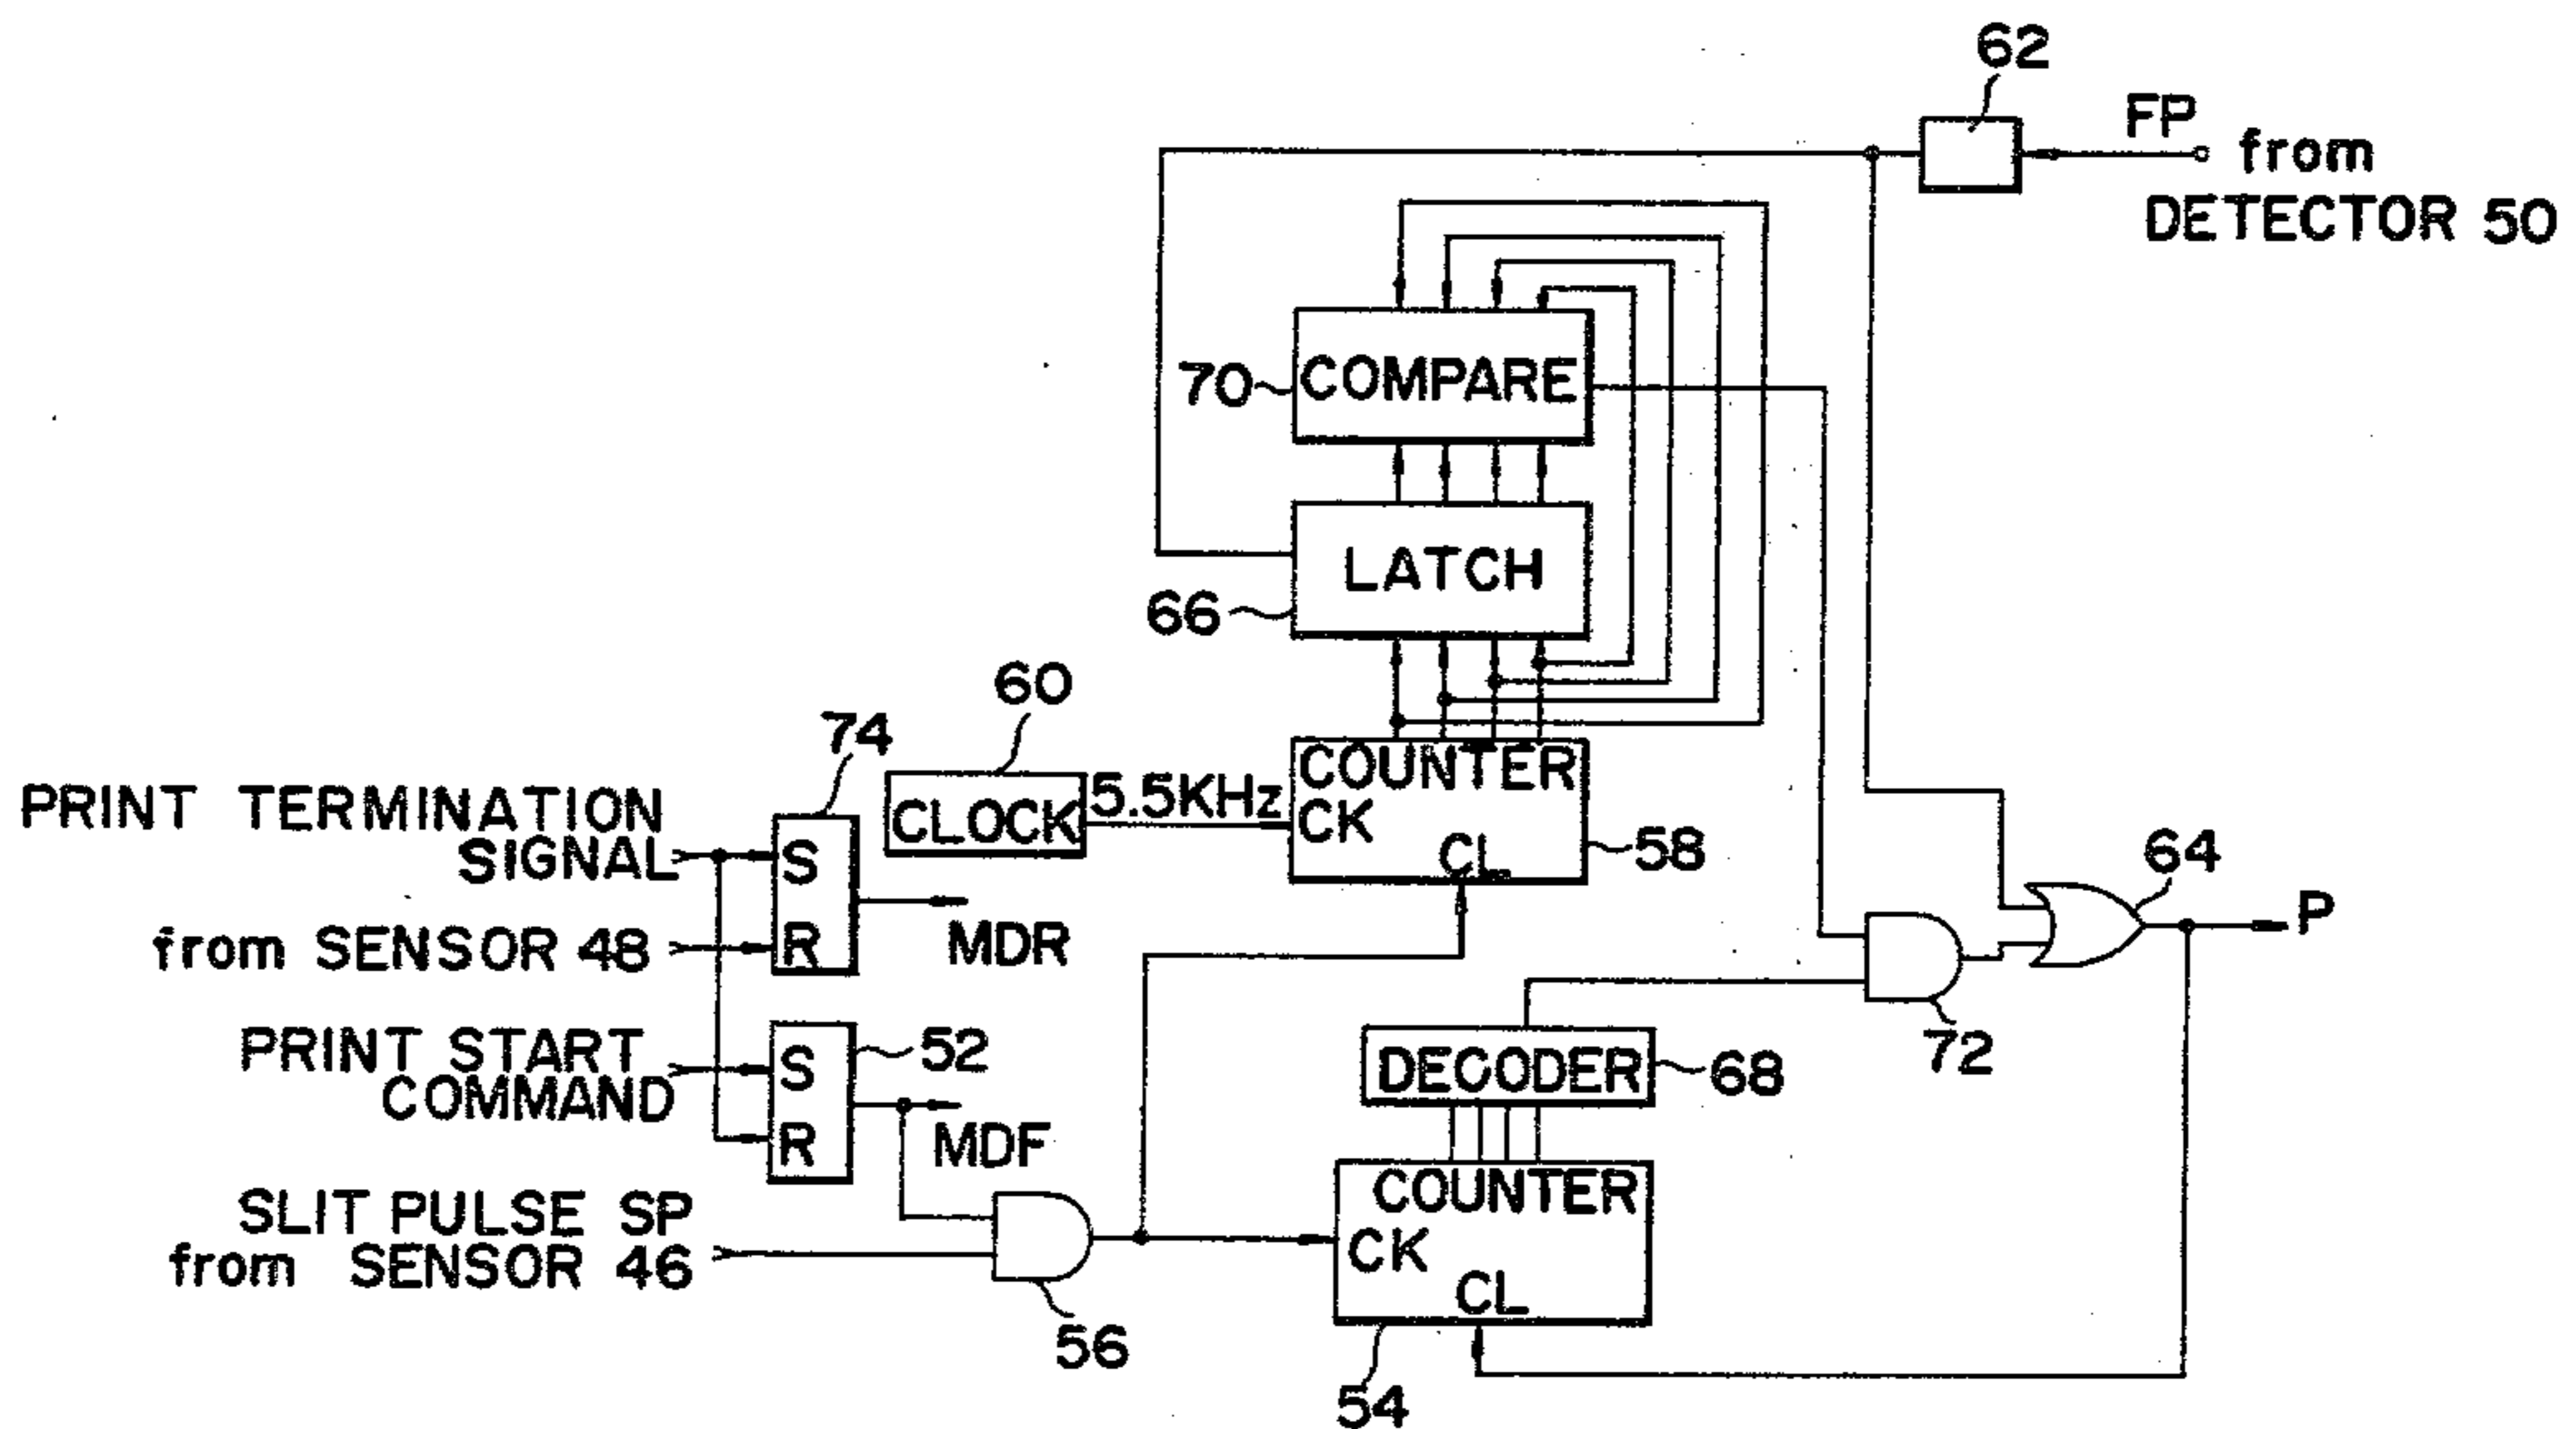 62
FP
from
DETECTOR 50
70
COMPARE
LATCH
66
60
74
CLOCK
5.5KHz
COUNTER
CK
CL
58
PRINT TERMINATION
SIGNAL
S
R
MDR
from SENSOR 48
64
P
72
PRINT START
COMMAND
S
R
52
MDF
DECODER
68
SLIT PULSE SP
from SENSOR 46
56
COUNTER
CK
CL
54